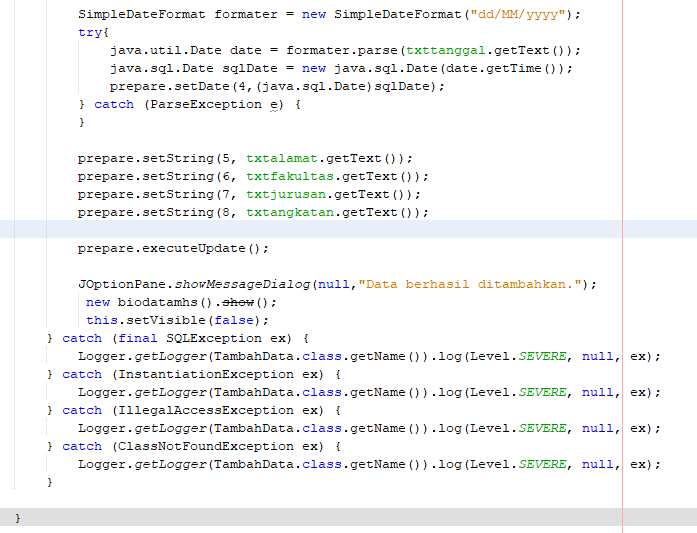 SimpleDateFormat formater = new SimpleDateFormat("dd/MM/yyyy");
try{
java.util.Date date = formater.parse(txttanggal.getText());
java.sql.Date sqlDate = new java.sql.Date(date.getTime());
prepare.setDate(4,(java.sql.Date)sqlDate);
} catch (ParseException e) {
}
prepare.setString(5, txtalamat.getText());
prepare.setString(6, txtfakultas.getText());
prepare.setString(7, txtjurusan.getText());
prepare.setString(8, txtangkatan.getText());
prepare.executeUpdate();
JOptionPane.showMessageDialog(null,"Data berhasil ditambahkan.");
new biodatamhs().show();
this.setVisible(false);
} catch (final SQLException ex) {
Logger.getLogger(TambahData.class.getName()).log(Level.SEVERE, null, ex);
} catch (InstantiationException ex) {
Logger.getLogger(TambahData.class.getName()).log(Level.SEVERE, null, ex);
} catch (IllegalAccessException ex) {
Logger.getLogger(TambahData.class.getName()).log(Level.SEVERE, null, ex);
} catch (ClassNotFoundException ex) {
Logger.getLogger(TambahData.class.getName()).log(Level.SEVERE, null, ex);
}
}